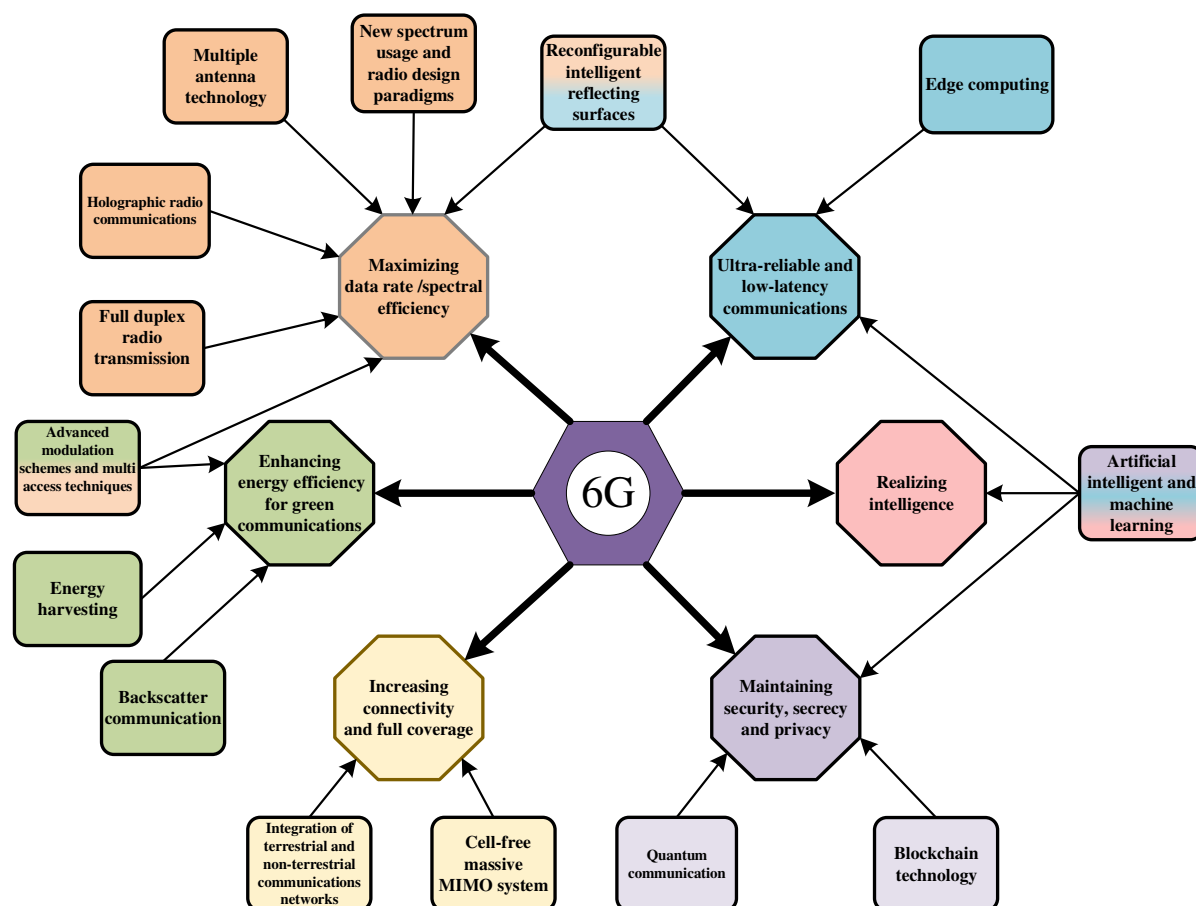 Multiple
antenna
technology
New spectrum
usage and
radio design
paradigms
Reconfigurable
intelligent
reflecting
surfaces
Edge computing
Holographic radio
communications
Maximizing
data rate /spectral
efficiency
Ultra-reliable and
low-latency
communications
Full duplex
radio
transmission
Advanced
modulation
schemes and multi
access techniques
Enhancing
energy efficiency
for green
communications
6G
Realizing
intelligence
Artificial
intelligent and
machine
learning
Energy
harvesting
Backscatter
communication
Increasing
connectivity
and full coverage
Maintaining
security, secrecy
and privacy
Integration of
terrestrial and
non-terrestrial
communications
networks
Cell-free
massive
MIMO system
Quantum
communication
Blockchain
technology